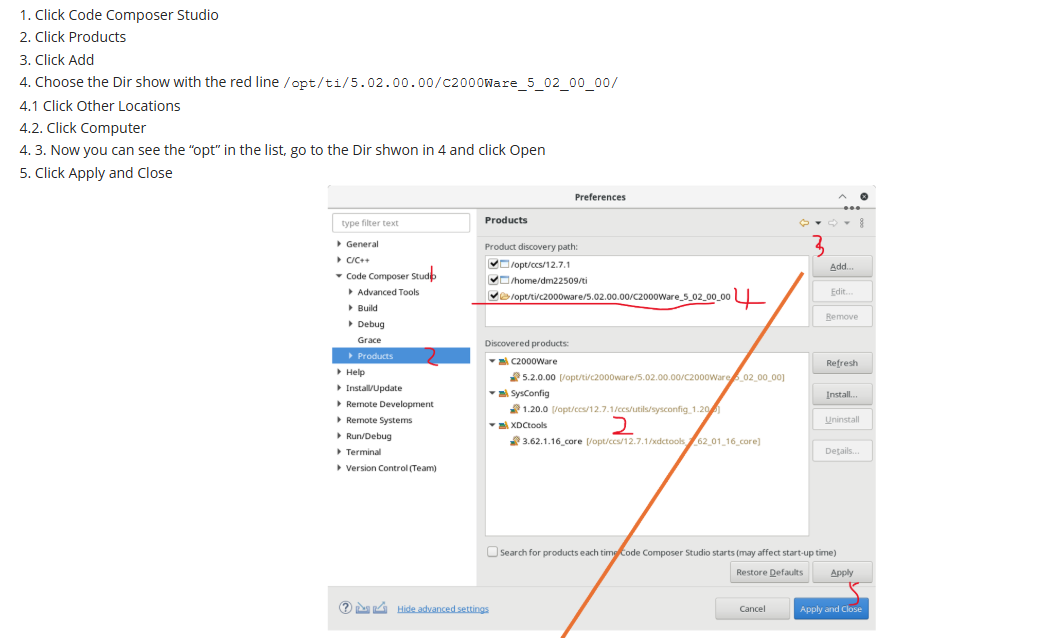 1. Click Code Composer Studio
2. Click Products
3. Click Add
4. Choose the Dir show with the red line /opt/ti/5.02.00.00/C2000Ware_5_02_00_00/
4.1 Click Other Locations
4.2. Click Computer
4. 3. Now you can see the “opt” in the list, go to the Dir shwon in 4 and click Open
5. Click Apply and Close
Preferences
type filter text
General
C/C++
Code Composer Studio 1
Advanced Tools
Build
Debug
Grace
Products 2
Help
Install/Update
Remote Development
Remote Systems
Run/Debug
Terminal
Version Control (Team)
Products
3
Product discovery path:
/opt/ccs/12.7.1
/home/dm22509/ti
/opt/ti/c2000ware/5.02.00.00/C2000Ware_5_02_00_00 4
Add...
Edit...
Remove
Discovered products:
C2000Ware
5.2.0.00 [/opt/ti/c2000ware/5.02.00.00/C2000Ware_5_02_00_00]
SysConfig
1.20.0 [/opt/ccs/12.7.1/ccs/utils/sysconfig_1.20.0]
XDCtools 2
3.62.1.16_core [/opt/ccs/12.7.1/xdctools_3_62_01_16_core]
Refresh
Install...
Uninstall
Details...
Search for products each time Code Composer Studio starts (may affect start-up time)
Restore Defaults
Apply
5
?
Hide advanced settings
Cancel
Apply and Close